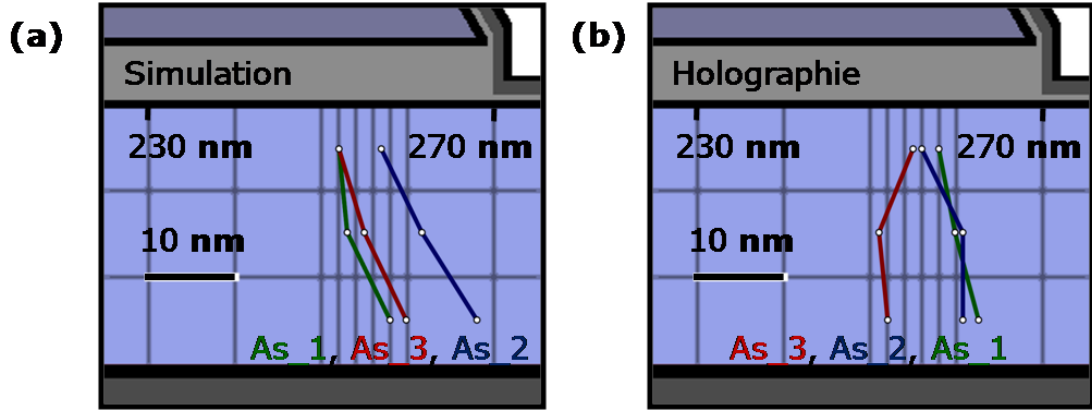 (a)
Simulation
230 nm 270 nm
10 nm
As_1, As_3, As_2
(b)
Holographie
230 nm 270 nm
10 nm
As_3, As_2, As_1